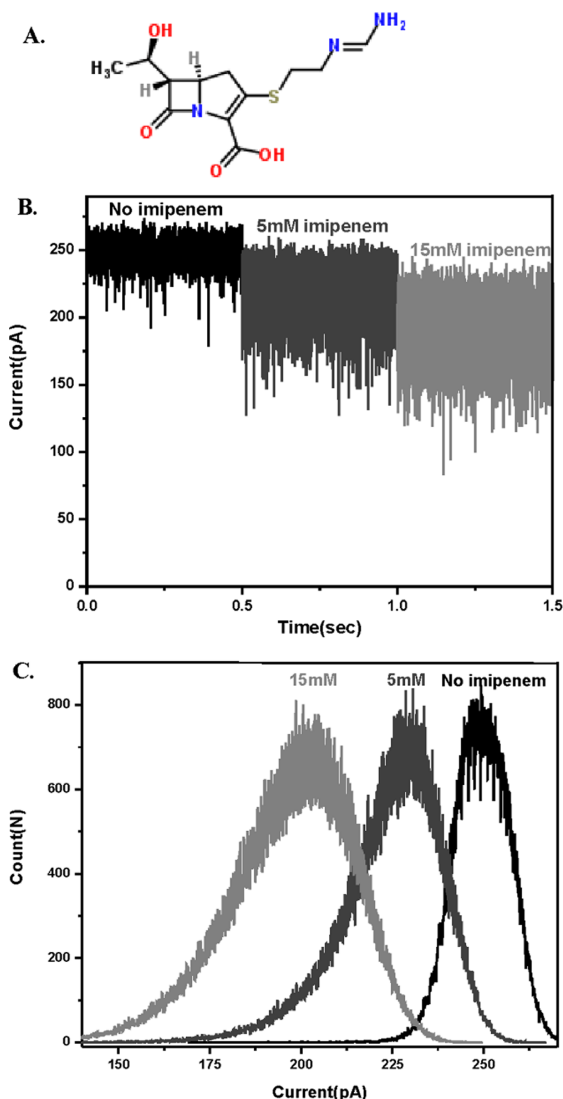 A.
OH
H₃C
H
H
N
O
S
N
NH₂
O
OH
B.
No imipenem
5mM imipenem
15mM imipenem
Current(pA)
250
200
150
100
50
0
0.0 0.5 1.0 1.5
Time(sec)
C.
15mM 5mM No imipenem
Count(N)
800
600
400
200
0
150 175 200 225 250
Current(pA)